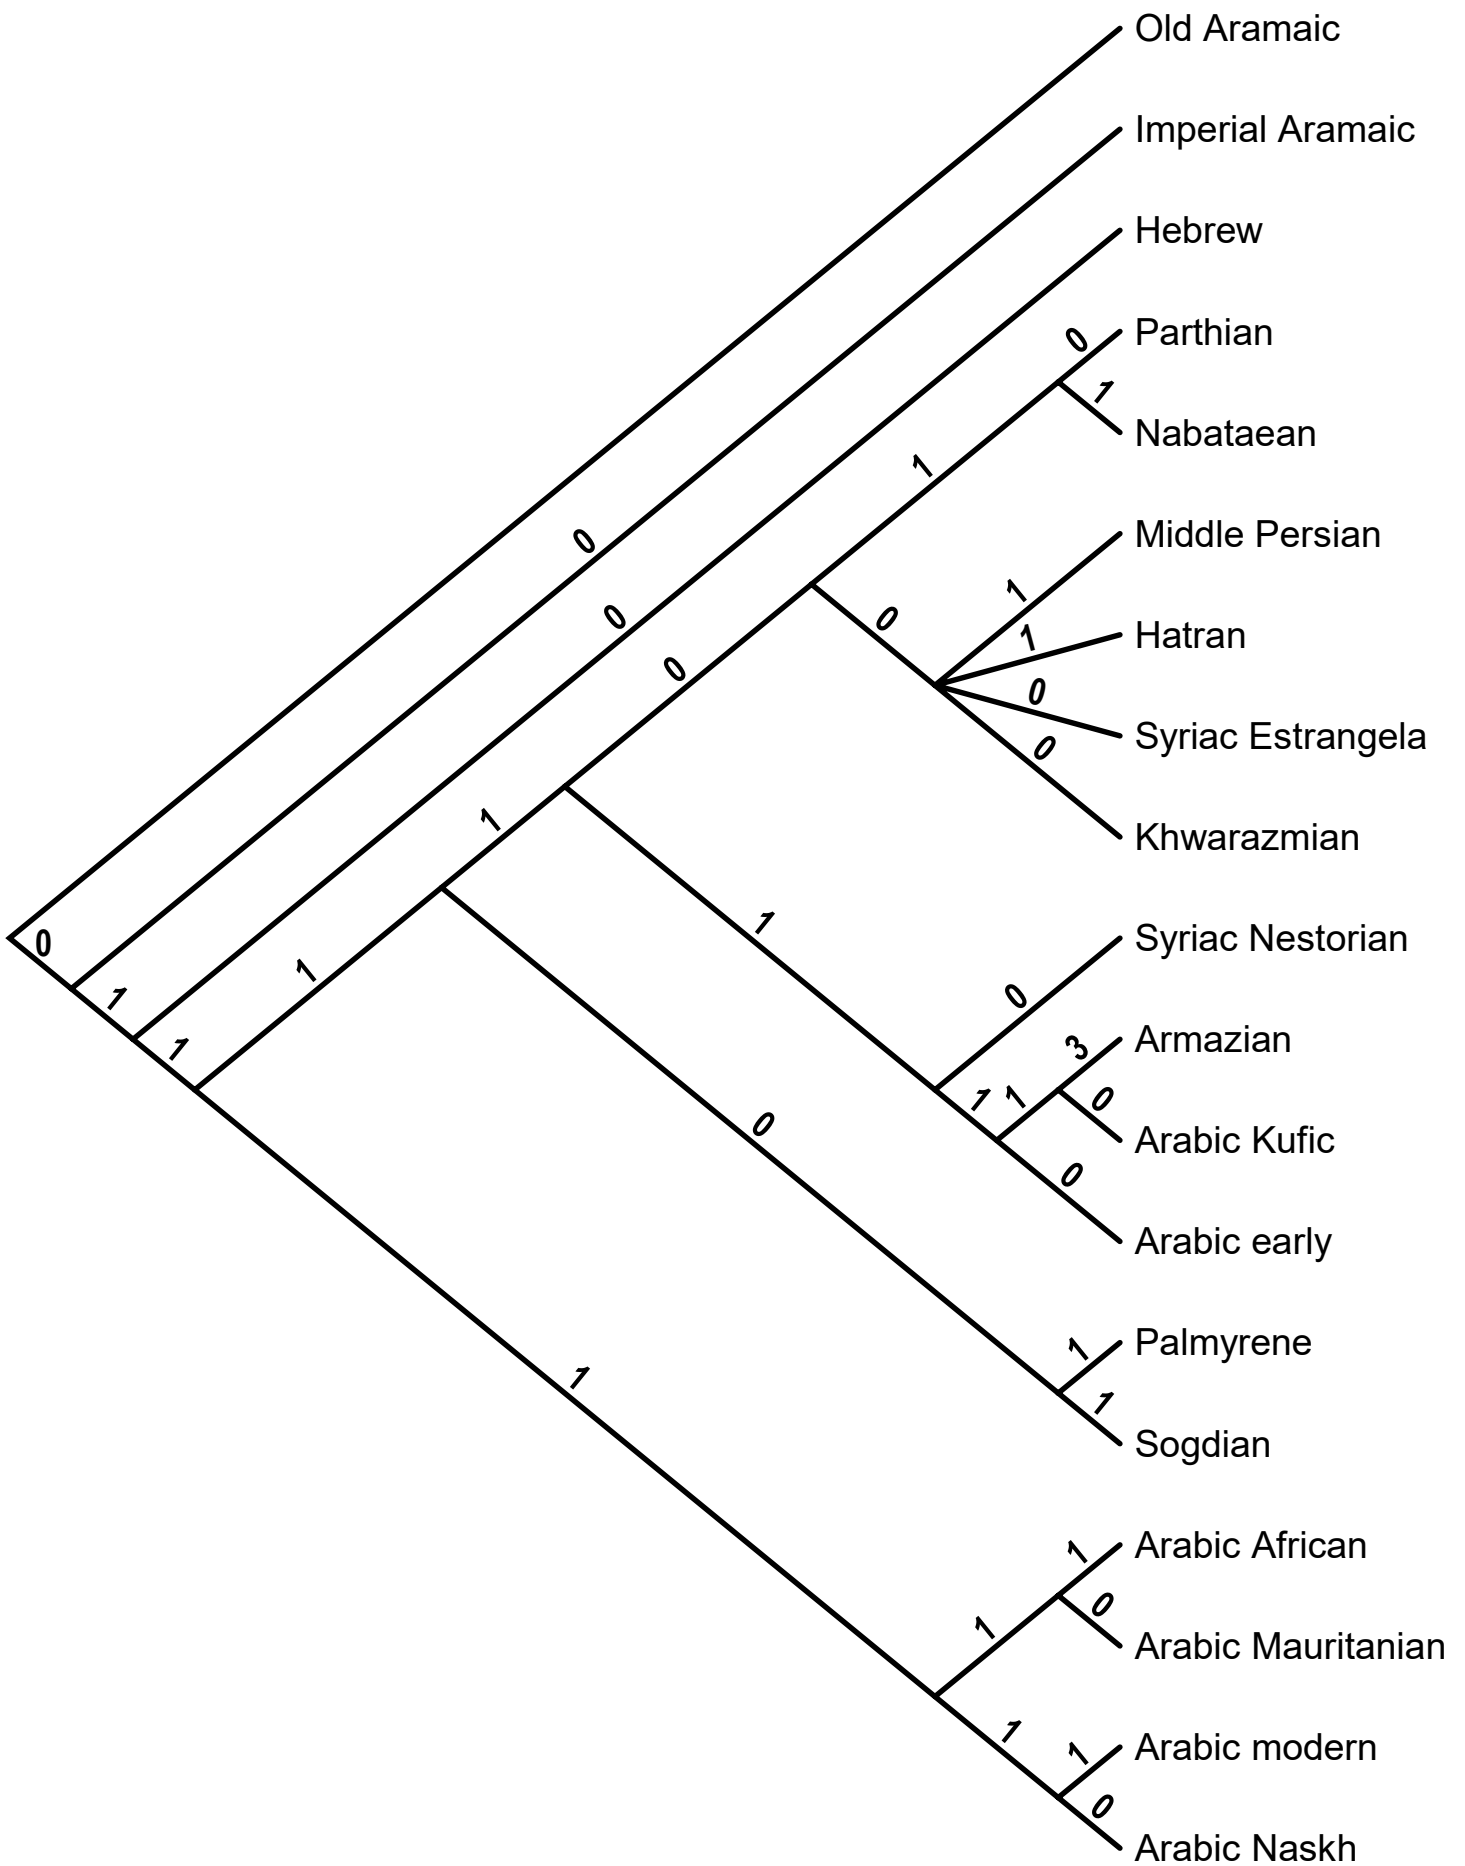 Old Aramaic
Imperial Aramaic
Hebrew
0
Parthian
1
Nabataean
1
Middle Persian
0
1
0
1
Hatran
0
0
0
Syriac Estrangela
0
1
Khwarazmian
1
Syriac Nestorian
0
1
0
1
3
Armazian
1
1
1
0
Arabic Kufic
0
0
Arabic early
1
Palmyrene
1
1
Sogdian
1
Arabic African
0
1
Arabic Mauritanian
1
1
Arabic modern
0
Arabic Naskh